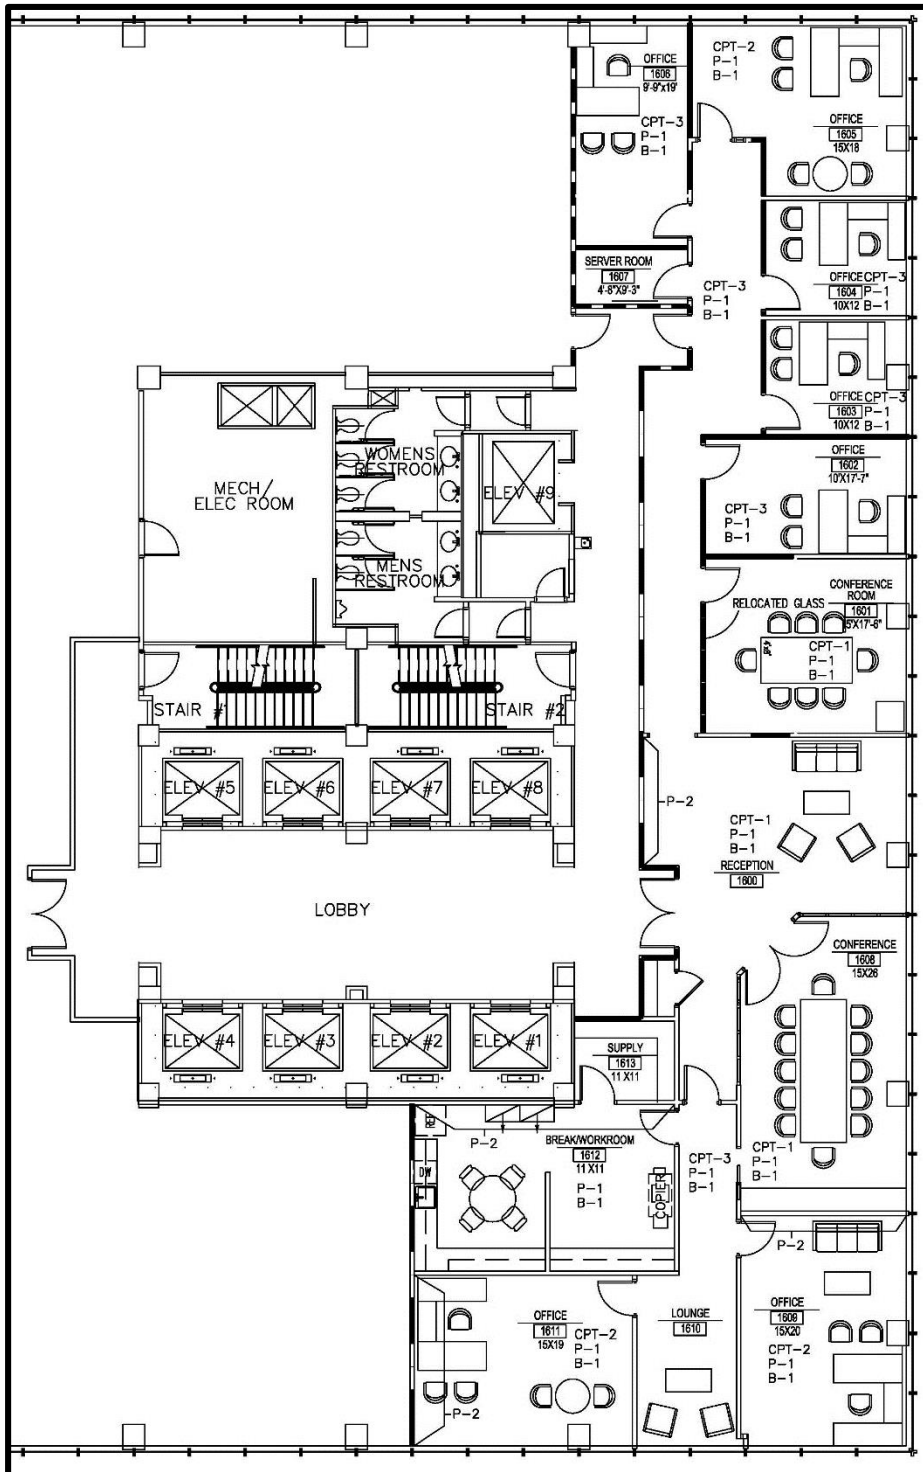 OFFICE
1606
9'-9"x19'
CPT-3
P-1
B-1
CPT-2
P-1
B-1
OFFICE
1605
15X18
SERVER ROOM
1607
4'-6"X9'-3"
CPT-3
P-1
B-1
OFFICE
1604
10X12
CPT-3
P-1
B-1
OFFICE
1603
10X12
CPT-3
P-1
B-1
OFFICE
1602
10'X17'-7"
CPT-3
P-1
B-1
MECH/
ELEC ROOM
WOMENS
RESTROOM
ELEV #9
MENS
RESTROOM
CONFERENCE
ROOM
1601
RELOCATED GLASS
CPT-1
P-1
B-1
STAIR #1
STAIR #2
ELEV #5
ELEV #6
ELEV #7
ELEV #8
P-2
CPT-1
P-1
B-1
RECEPTION
1600
LOBBY
CONFERENCE
1608
15X26
ELEV #4
ELEV #3
ELEV #2
ELEV #1
SUPPLY
1613
11 X11
REF
P-2
BREAK/WORKROOM
1612
11 X11
P-1
B-1
DW
COPIER
CPT-3
P-1
B-1
CPT-1
P-1
B-1
P-2
OFFICE
1611
15X19
CPT-2
P-1
B-1
P-2
LOUNGE
1610
OFFICE
1609
15X20
CPT-2
P-1
B-1